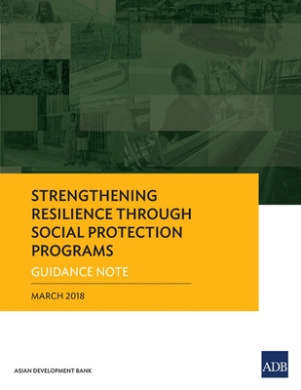 STRENGTHENING
RESILIENCE THROUGH
SOCIAL PROTECTION
PROGRAMS
GUIDANCE NOTE
MARCH 2018
ASIAN DEVELOPMENT BANK
ADB